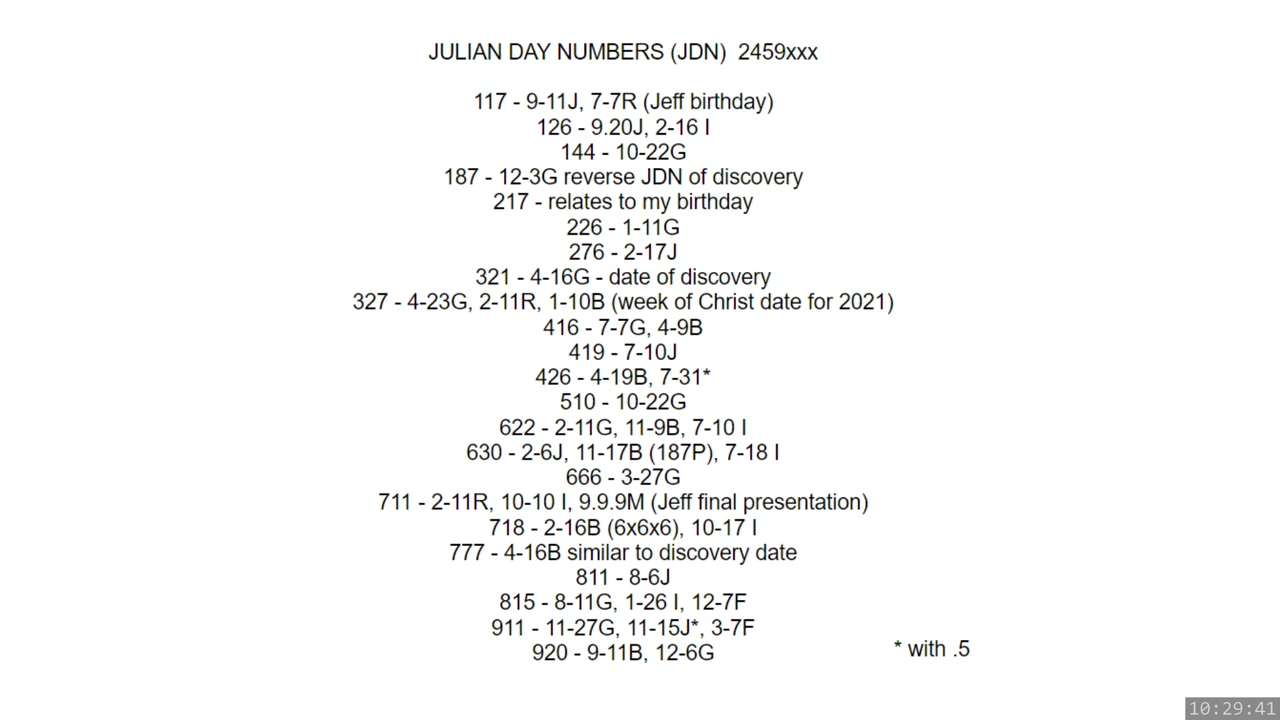 JULIAN DAY NUMBERS (JDN) 2459xxx
117 - 9-11J, 7-7R (Jeff birthday)
126 - 9.20J, 2-16 I
144 - 10-22G
187 - 12-3G reverse JDN of discovery
217 - relates to my birthday
226 - 1-11G
276 - 2-17J
321 - 4-16G - date of discovery
327 - 4-23G, 2-11R, 1-10B (week of Christ date for 2021)
416 - 7-7G, 4-9B
419 - 7-10J
426 - 4-19B, 7-31*
510 - 10-22G
622 - 2-11G, 11-9B, 7-10 I
630 - 2-6J, 11-17B (187P), 7-18 I
666 - 3-27G
711 - 2-11R, 10-10 I, 9.9.9M (Jeff final presentation)
718 - 2-16B (6x6x6), 10-17 I
777 - 4-16B similar to discovery date
811 - 8-6J
815 - 8-11G, 1-26 I, 12-7F
911 - 11-27G, 11-15J*, 3-7F
920 - 9-11B, 12-6G
* with .5
10:29:41